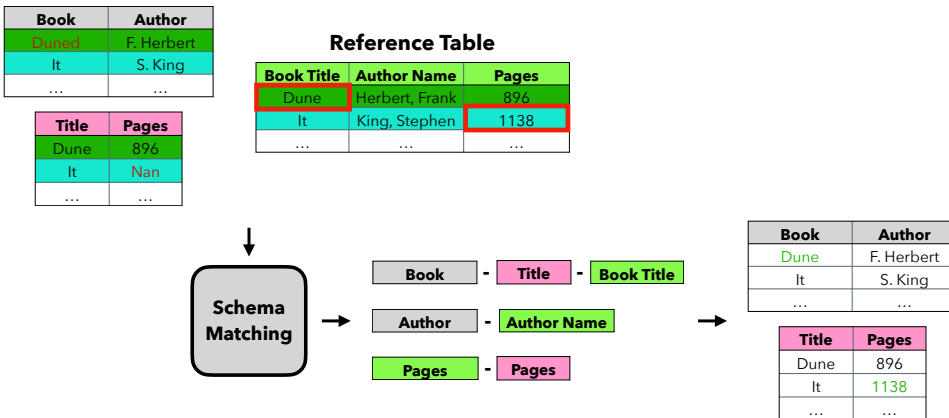 Book Author
Duned F. Herbert
It S. King
... ...
Title Pages
Dune 896
It Nan
... ...
Reference Table
Book Title Author Name Pages
Dune Herbert, Frank 896
It King, Stephen 1138
... ... ...
Schema
Matching
Book - Title - Book Title
Author - Author Name
Pages - Pages
Book Author
Dune F. Herbert
It S. King
... ...
Title Pages
Dune 896
It 1138
... ...